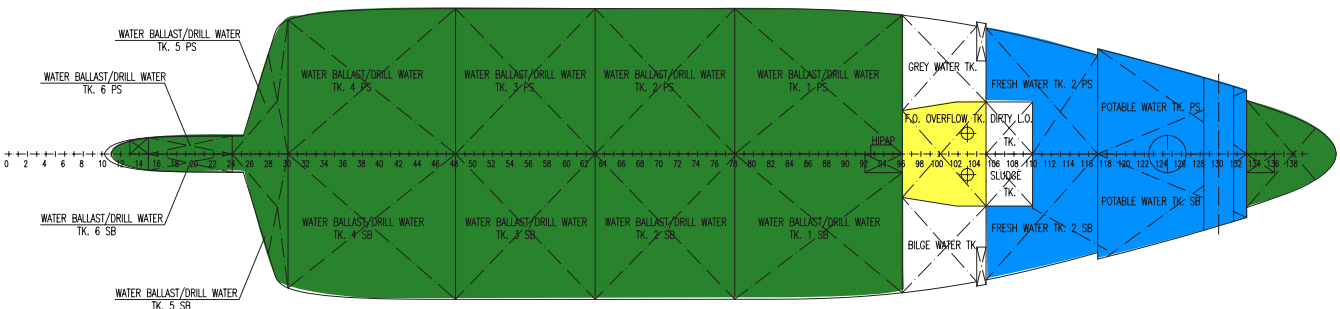 WATER BALLAST/DRILL WATER
TK. 5 PS
WATER BALLAST/DRILL WATER
TK. 6 PS
WATER BALLAST/DRILL WATER
TK. 4 PS
WATER BALLAST/DRILL WATER
TK. 3 PS
WATER BALLAST/DRILL WATER
TK. 2 PS
WATER BALLAST/DRILL WATER
TK. 1 PS
GREY WATER TK.
FRESH WATER TK. 2 PS
POTABLE WATER TK. PS
F.O. OVERFLOW TK.
DIRTY L.O.
TK.
HIPAP
0 2 4 6 8 10 12 14 16 18 20 22 24 26 28 30 32 34 36 38 40 42 44 46 48 50 52 54 56 58 60 62 64 66 68 70 72 74 76 78 80 82 84 86 88 90 92 94 96 98 100 102 104 106 108 110 112 114 116 118 120 122 124 126 128 130 132 134 136 138
SLUDGE
TK.
WATER BALLAST/DRILL WATER
TK. 6 SB
WATER BALLAST/DRILL WATER
TK. 4 SB
WATER BALLAST/DRILL WATER
TK. 3 SB
WATER BALLAST/DRILL WATER
TK. 2 SB
WATER BALLAST/DRILL WATER
TK. 1 SB
BILGE WATER TK.
FRESH WATER TK. 2 SB
POTABLE WATER TK. SB
WATER BALLAST/DRILL WATER
TK. 5 SB